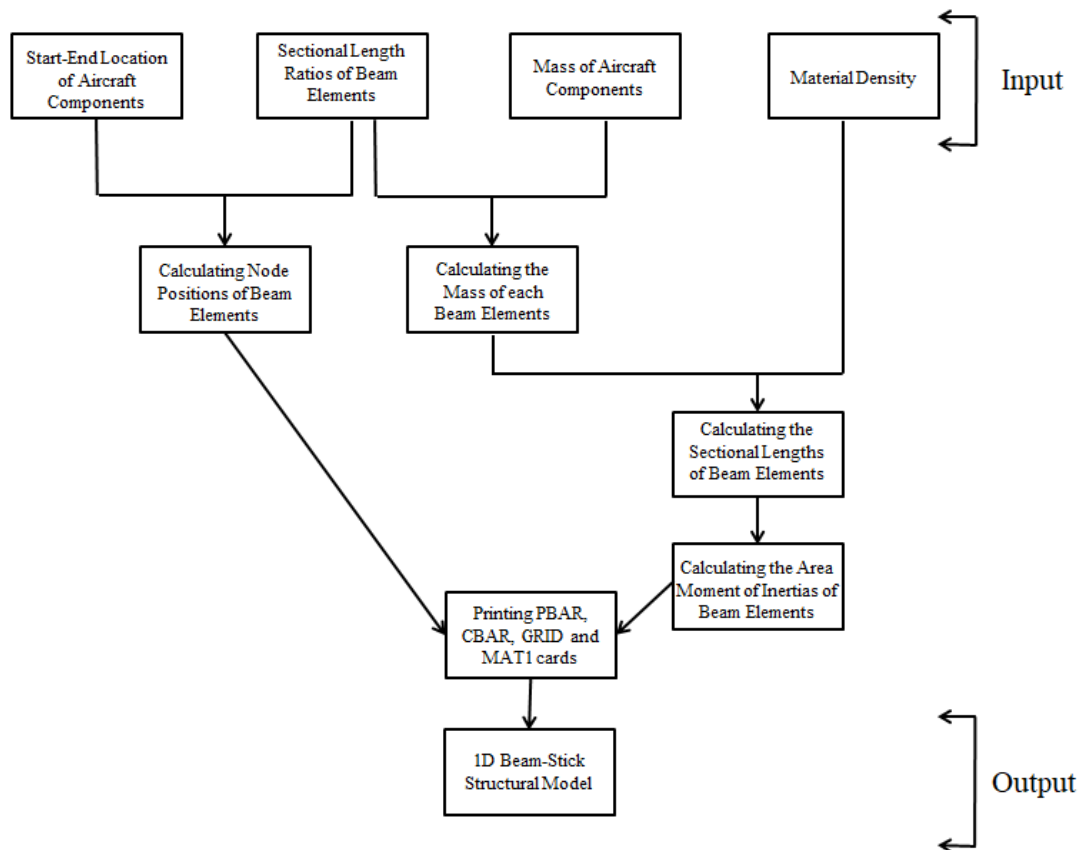 Start-End Location
of Aircraft
Components
Sectional Length
Ratios of Beam
Elements
Mass of Aircraft
Components
Material Density
Input
Calculating Node
Positions of Beam
Elements
Calculating the
Mass of each
Beam Elements
Calculating the
Sectional Lengths
of Beam Elements
Calculating the Area
Moment of Inertias of
Beam Elements
Printing PBAR,
CBAR, GRID and
MAT1 cards
1D Beam-Stick
Structural Model
Output